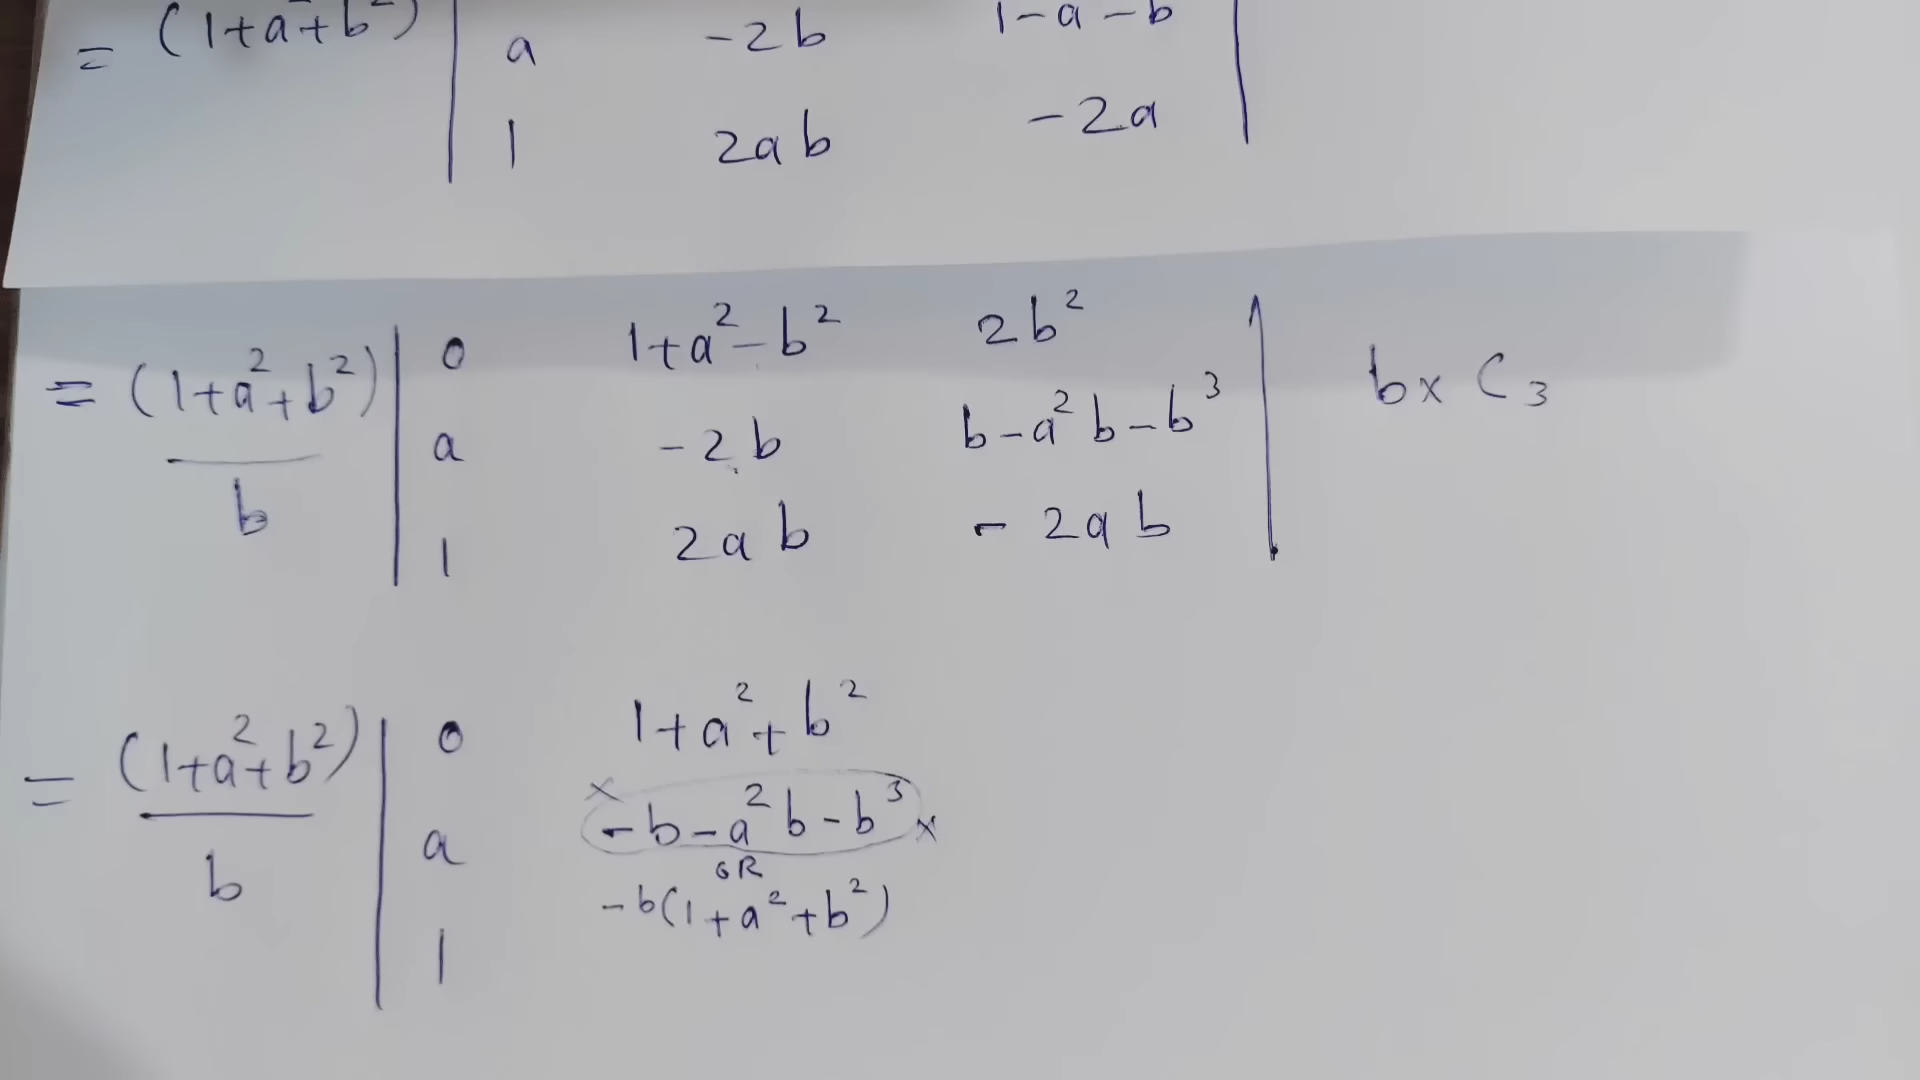 = (1+a²+b²) | a -2b 1-a-b |
1 2ab -2a
= (1+a²+b²)/b | 0 1+a²-b² 2b² | b x C₃
a -2b b-a²b-b³
1 2ab -2ab
= (1+a²+b²)/b | 0 1+a²+b²
a x -b-a²b-b³ x
OR
-b(1+a²+b²)
1